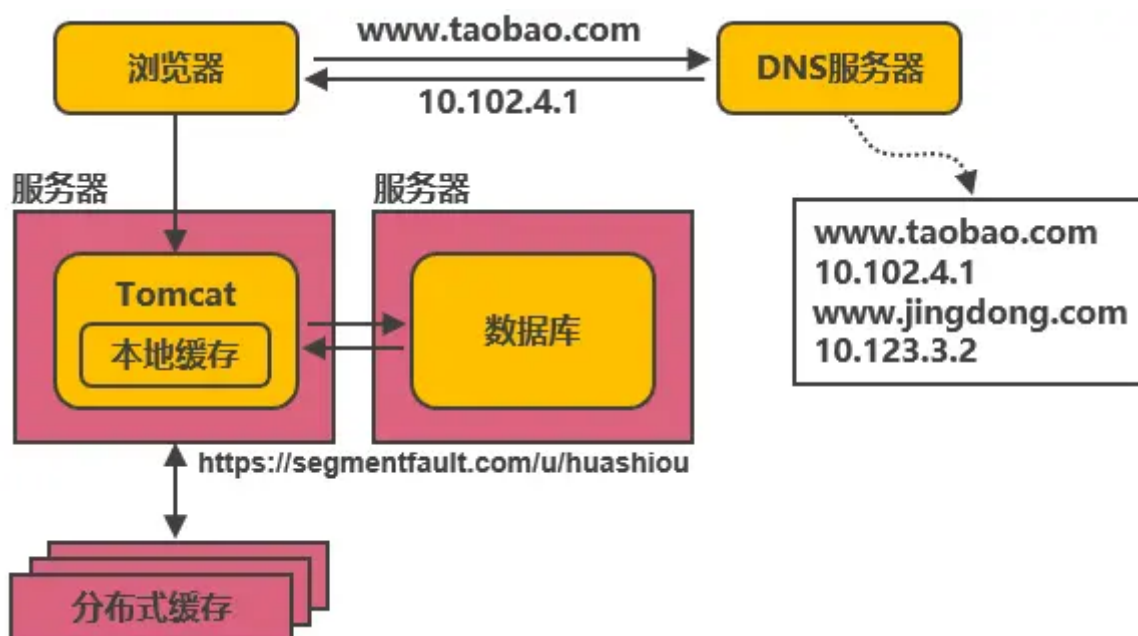 www.taobao.com
浏览器
DNS服务器
10.102.4.1
服务器
服务器
www.taobao.com
10.102.4.1
www.jingdong.com
10.123.3.2
Tomcat
本地缓存
数据库
https://segmentfault.com/u/huashiou
分布式缓存